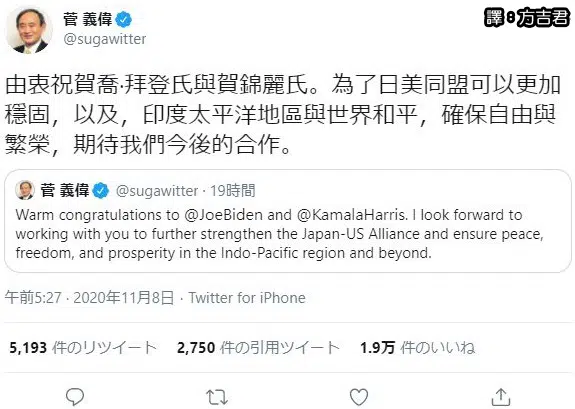 譯：方吉君
菅 義偉
@sugawitter
由衷祝賀喬·拜登氏與賀錦麗氏。為了日美同盟可以更加
穩固，以及，印度太平洋地區與世界和平，確保自由與
繁榮，期待我們今後的合作。
菅 義偉 @sugawitter · 19時間
Warm congratulations to @JoeBiden and @KamalaHarris. I look forward to
working with you to further strengthen the Japan-US Alliance and ensure peace,
freedom, and prosperity in the Indo-Pacific region and beyond.
午前5:27 · 2020年11月8日 · Twitter for iPhone
5,193 件のリツイート 2,750 件の引用ツイート 1.9万 件のいいね